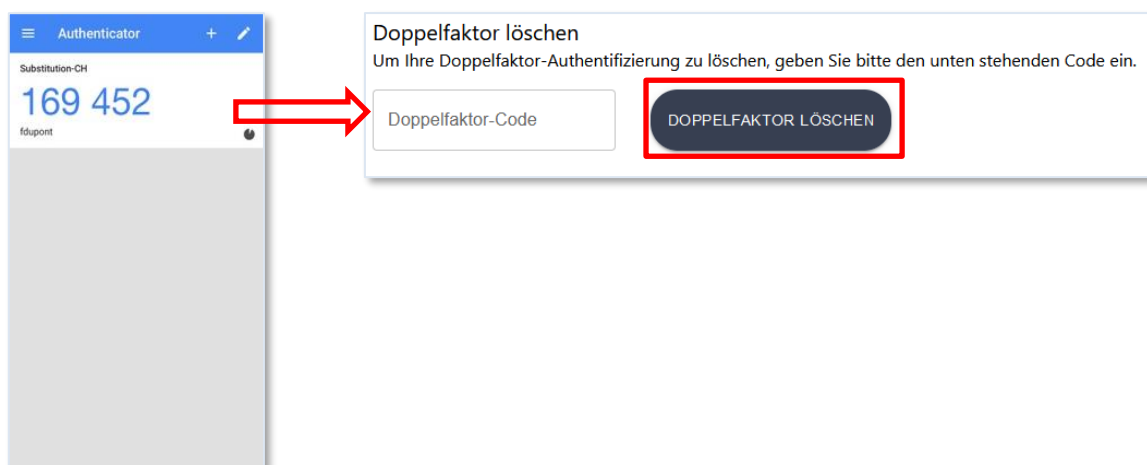 Authenticator
Substitution-CH
169 452
fdupont
Doppelfaktor löschen
Um Ihre Doppelfaktor-Authentifizierung zu löschen, geben Sie bitte den unten stehenden Code ein.
Doppelfaktor-Code
DOPPELFAKTOR LÖSCHEN